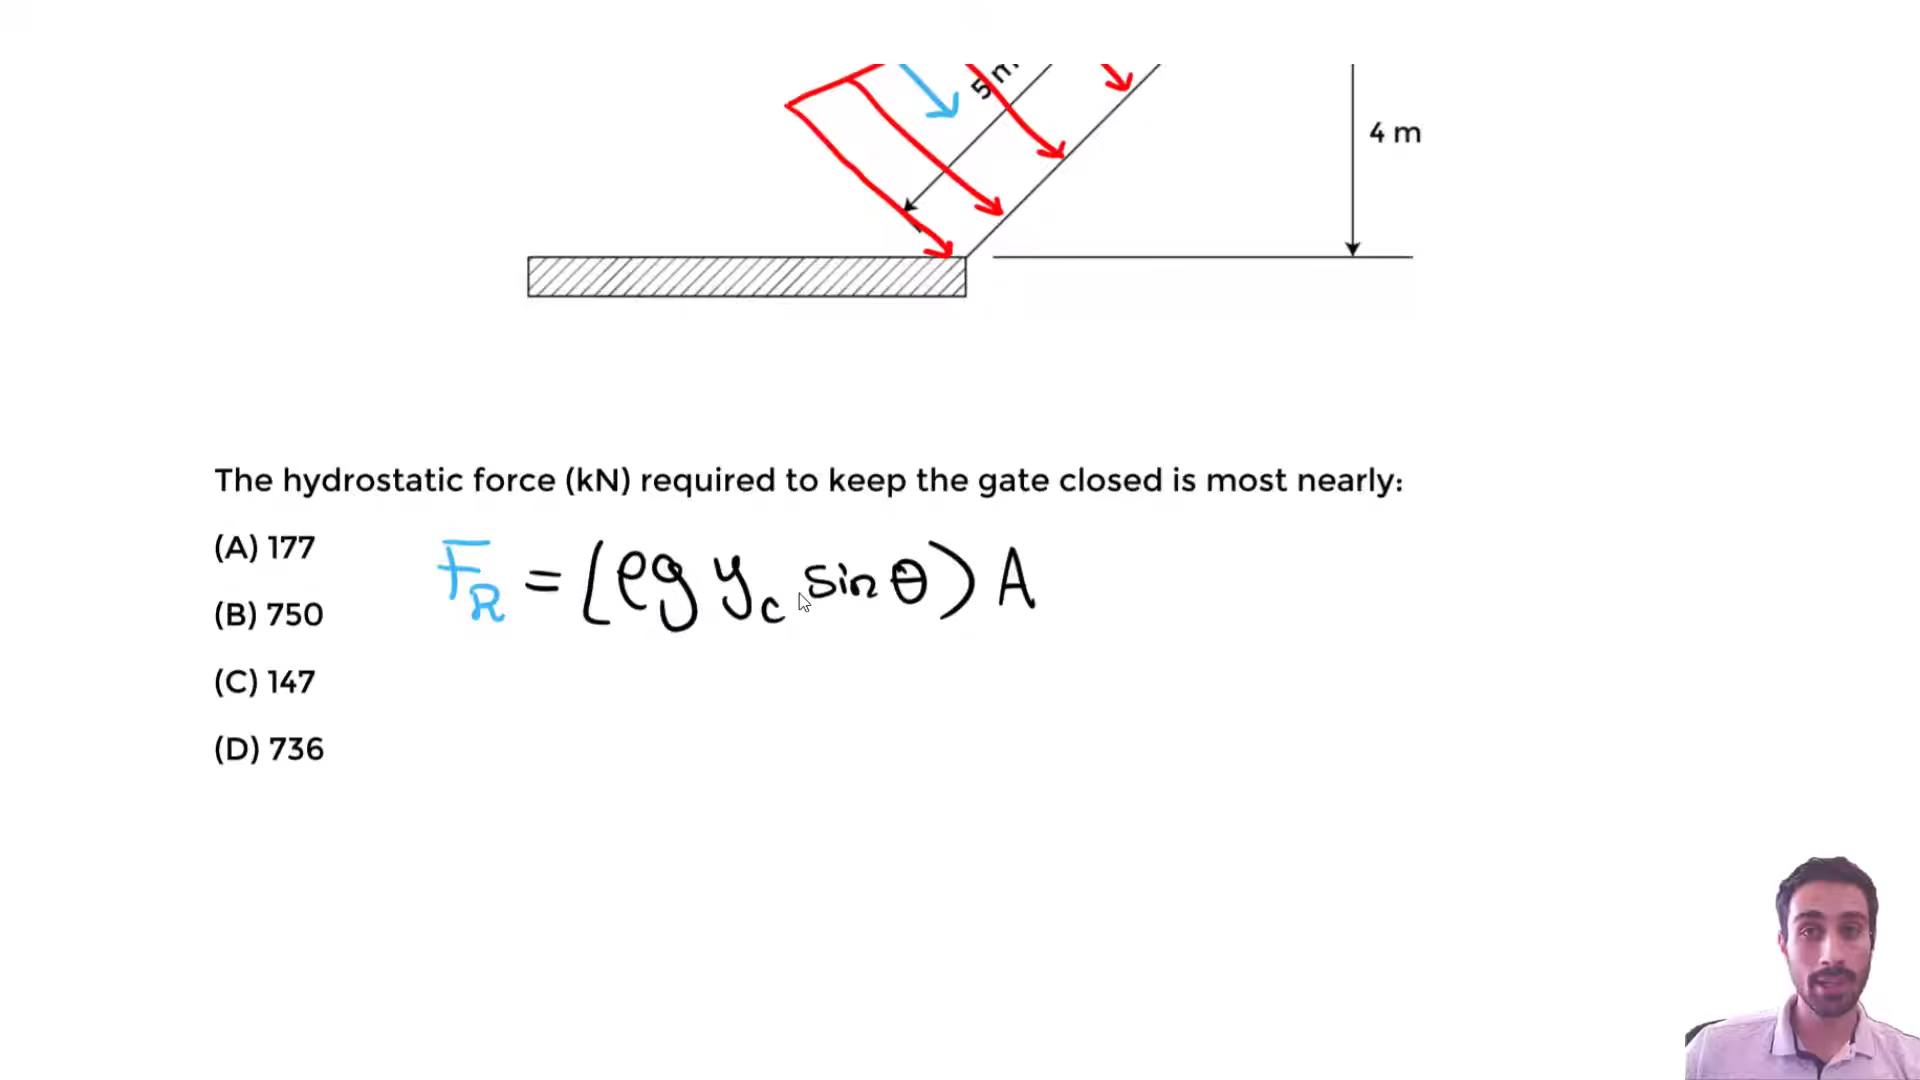 5 m
4 m
The hydrostatic force (kN) required to keep the gate closed is most nearly:
(A) 177
(B) 750
(C) 147
(D) 736
F_R = (ρg y_c sin θ) A